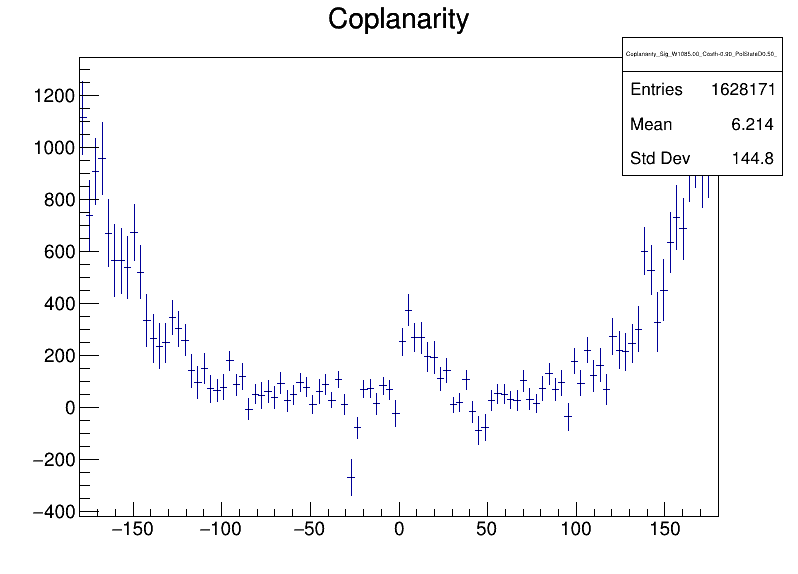 Coplanarity
Coplanarity_Sig_W1085.00_Costh-0.90_PolStateD0.50_
Entries 1628171
Mean 6.214
Std Dev 144.8
1200
1000
800
600
400
200
0
−200
−400
−150 −100 −50 0 50 100 150